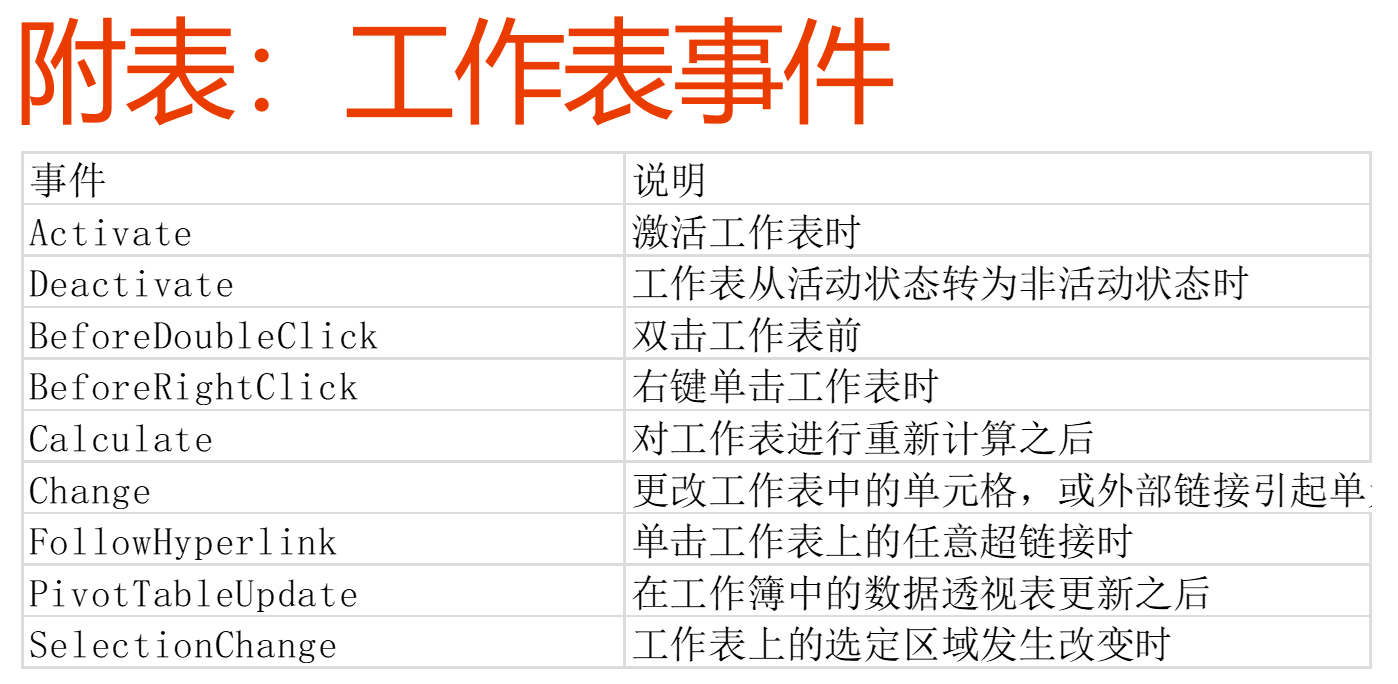 附表：工作表事件
事件 说明
Activate 激活工作表时
Deactivate 工作表从活动状态转为非活动状态时
BeforeDoubleClick 双击工作表前
BeforeRightClick 右键单击工作表时
Calculate 对工作表进行重新计算之后
Change 更改工作表中的单元格，或外部链接引起单
FollowHyperlink 单击工作表上的任意超链接时
PivotTableUpdate 在工作簿中的数据透视表更新之后
SelectionChange 工作表上的选定区域发生改变时